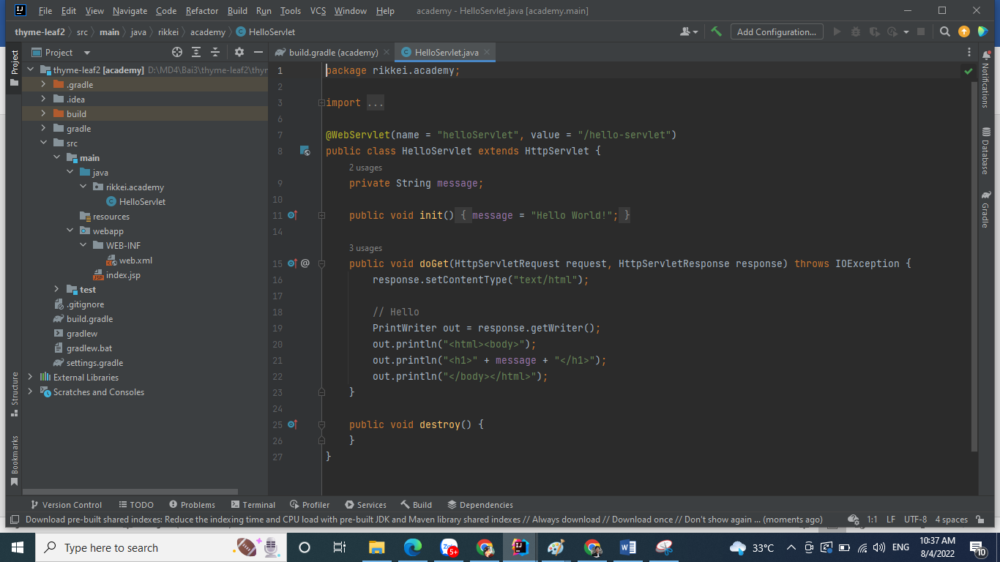 File Edit View Navigate Code Refactor Build Run Tools VCS Window Help academy - HelloServlet.java [academy.main]
thyme-leaf2 src main java rikkei academy HelloServlet Add Configuration...
Project
Project
build.gradle (academy) HelloServlet.java
thyme-leaf2 [academy] D:\MD4\Bai3\thyme-leaf2\thyr
.gradle
.idea
build
gradle
src
main
java
rikkei.academy
HelloServlet
resources
webapp
WEB-INF
web.xml
index.jsp
test
.gitignore
build.gradle
gradlew
gradlew.bat
settings.gradle
External Libraries
Scratches and Consoles
Structure
Bookmarks
1 package rikkei.academy;
2
3 import ...
6
7 @WebServlet(name = "helloServlet", value = "/hello-servlet")
8 public class HelloServlet extends HttpServlet {
2 usages
9 private String message;
10
11 public void init() { message = "Hello World!"; }
14
3 usages
15 @ public void doGet(HttpServletRequest request, HttpServletResponse response) throws IOException {
16 response.setContentType("text/html");
17
18 // Hello
19 PrintWriter out = response.getWriter();
20 out.println("<html><body>");
21 out.println("<h1>" + message + "</h1>");
22 out.println("</body></html>");
23 }
24
25 public void destroy() {
26 }
27 }
Notifications
Database
Gradle
Version Control TODO Problems Terminal Profiler Services Build Dependencies
Download pre-built shared indexes: Reduce the indexing time and CPU load with pre-built JDK and Maven library shared indexes // Always download // Download once // Don't show again ... (moments ago) 1:1 LF UTF-8 4 spaces
Type here to search
5+
33°C
ENG
10:37 AM
8/4/2022
10